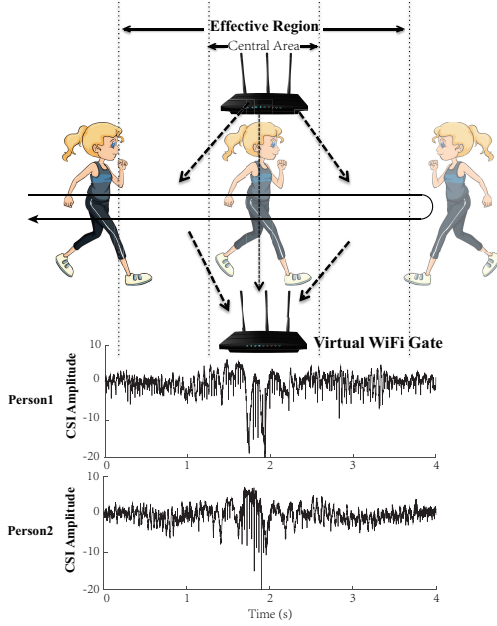 Effective Region
Central Area
Virtual WiFi Gate
Person1
CSI Amplitude
10
0
-10
-20
0 1 2 3 4
Person2
CSI Amplitude
10
0
-10
-20
0 1 2 3 4
Time (s)